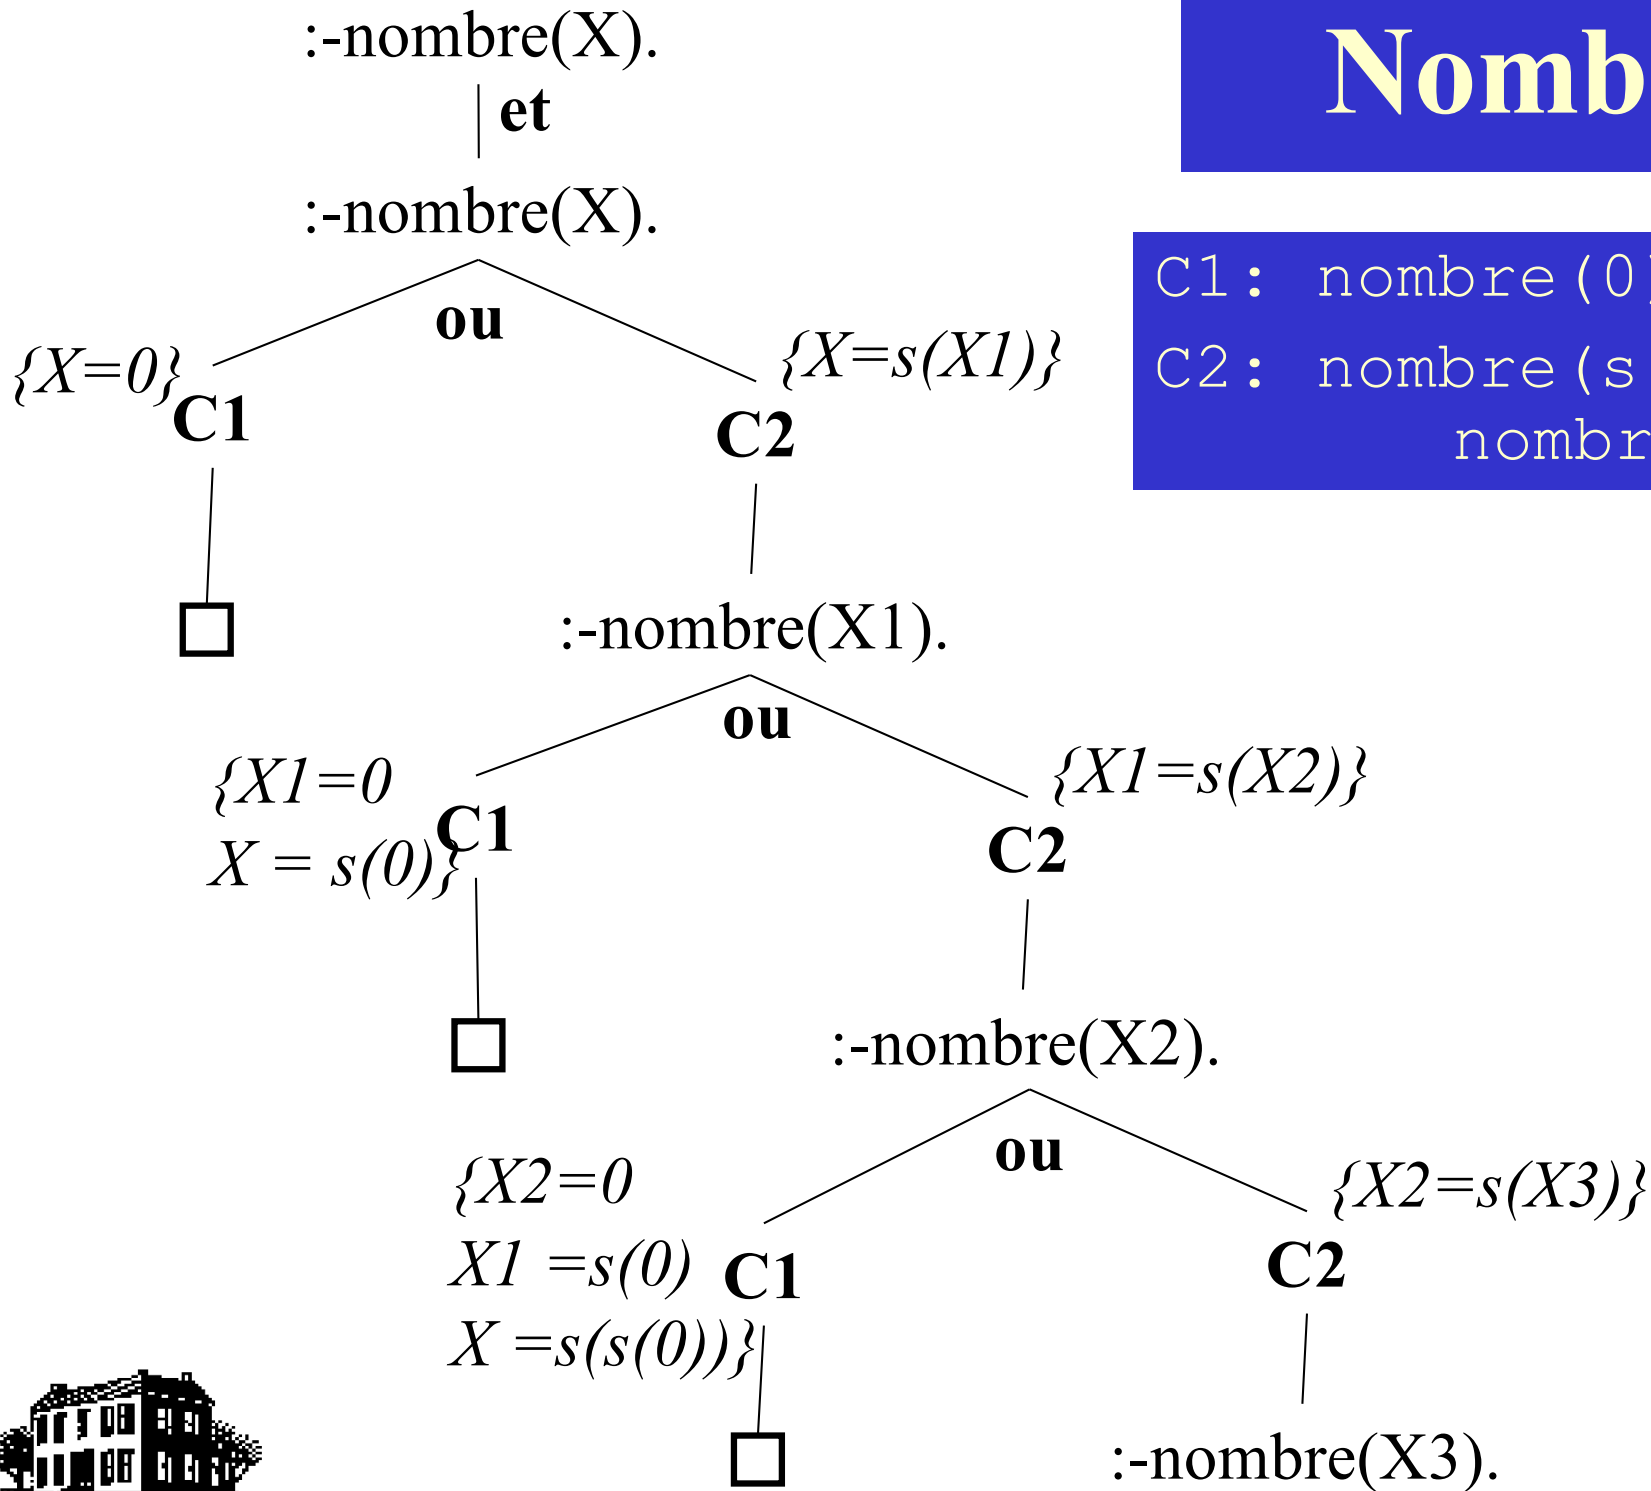 :-nombre(X).
et
:-nombre(X).
ou
{X=0}
C1
{X=s(X1)}
C2
:-nombre(X1).
ou
{X1=0
X = s(0)}
C1
{X1=s(X2)}
C2
:-nombre(X2).
ou
{X2=0
X1 =s(0)
X =s(s(0))}
C1
{X2=s(X3)}
C2
:-nombre(X3).
Nomb
C1: nombre(0)
C2: nombre(s
nombr